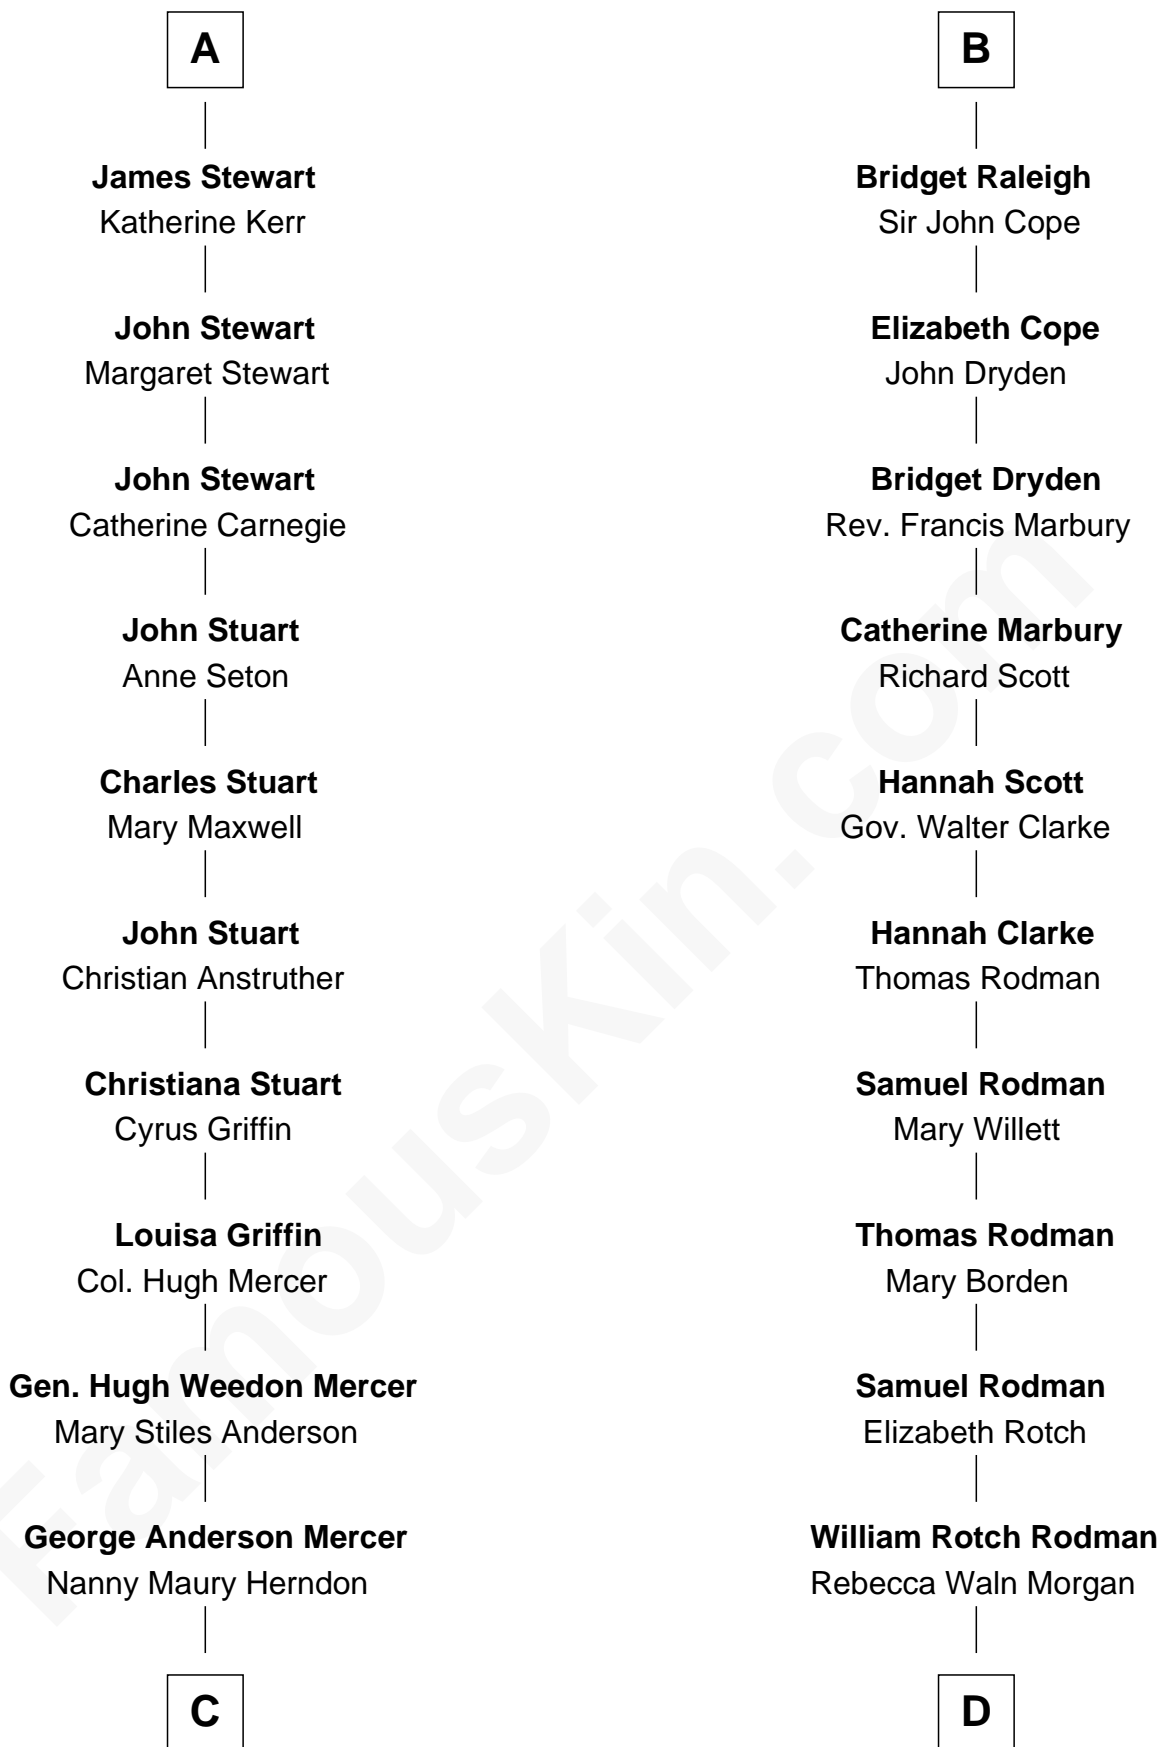 A
James Stewart
Katherine Kerr
John Stewart
Margaret Stewart
John Stewart
Catherine Carnegie
John Stuart
Anne Seton
Charles Stuart
Mary Maxwell
John Stuart
Christian Anstruther
Christiana Stuart
Cyrus Griffin
Louisa Griffin
Col. Hugh Mercer
Gen. Hugh Weedon Mercer
Mary Stiles Anderson
George Anderson Mercer
Nanny Maury Herndon
C
B
Bridget Raleigh
Sir John Cope
Elizabeth Cope
John Dryden
Bridget Dryden
Rev. Francis Marbury
Catherine Marbury
Richard Scott
Hannah Scott
Gov. Walter Clarke
Hannah Clarke
Thomas Rodman
Samuel Rodman
Mary Willett
Thomas Rodman
Mary Borden
Samuel Rodman
Elizabeth Rotch
William Rotch Rodman
Rebecca Waln Morgan
D
FamousKin.com